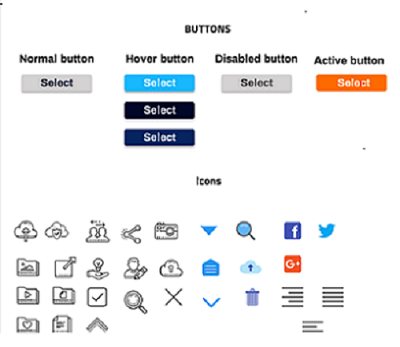 BUTTONS
Normal button Hover button Disabled button Active button
Select Select Select Select
Select
Select
Icons
f
G+